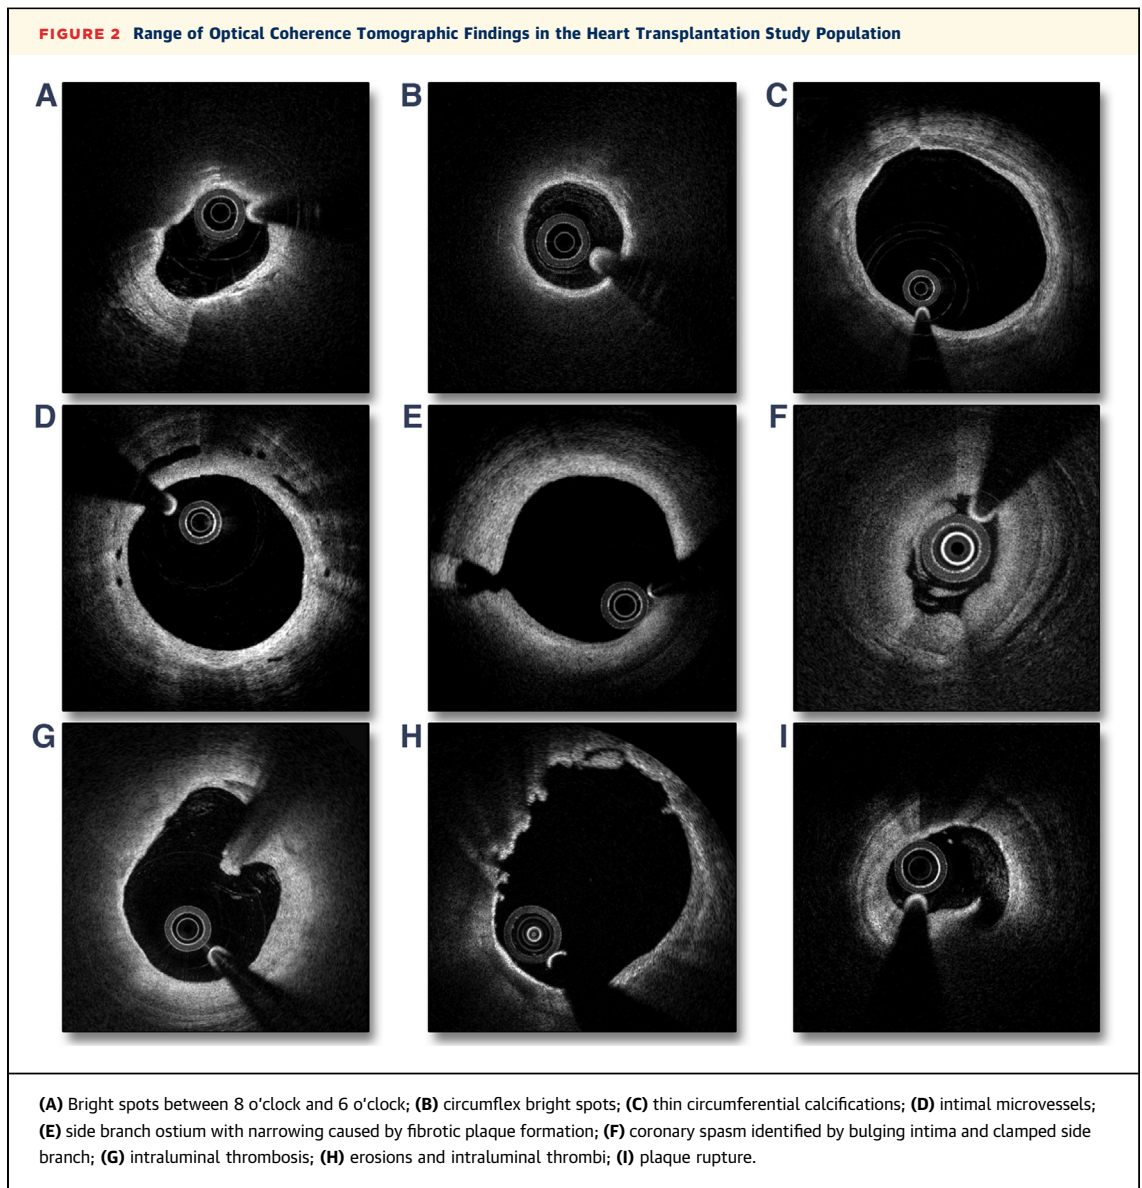 FIGURE 2 Range of Optical Coherence Tomographic Findings in the Heart Transplantation Study Population
A
B
C
D
E
F
G
H
I
(A) Bright spots between 8 o'clock and 6 o'clock; (B) circumflex bright spots; (C) thin circumferential calcifications; (D) intimal microvessels;
(E) side branch ostium with narrowing caused by fibrotic plaque formation; (F) coronary spasm identified by bulging intima and clamped side
branch; (G) intraluminal thrombosis; (H) erosions and intraluminal thrombi; (I) plaque rupture.